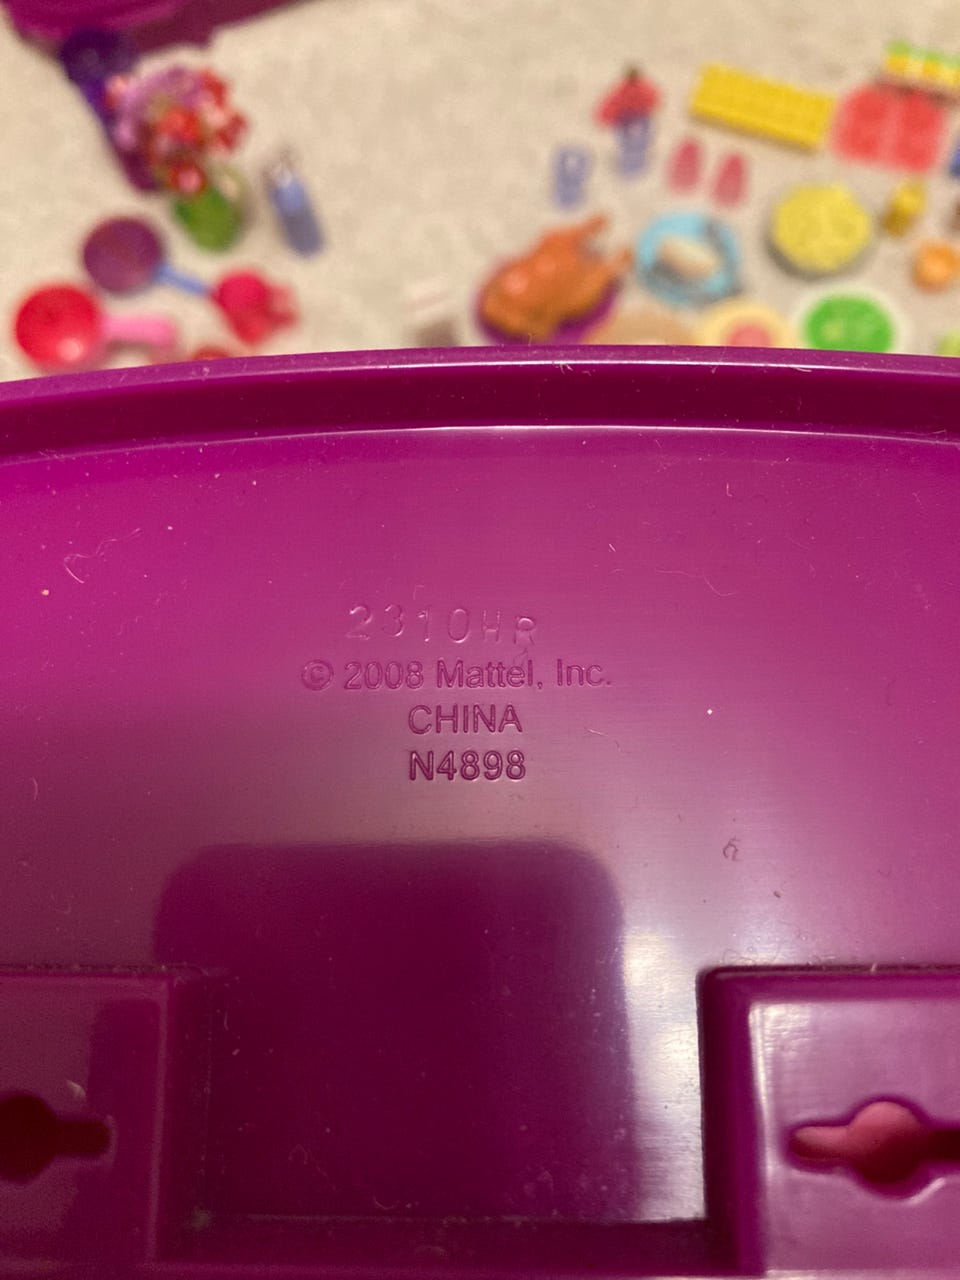 2310HR
© 2008 Mattel, Inc.
CHINA
N4898